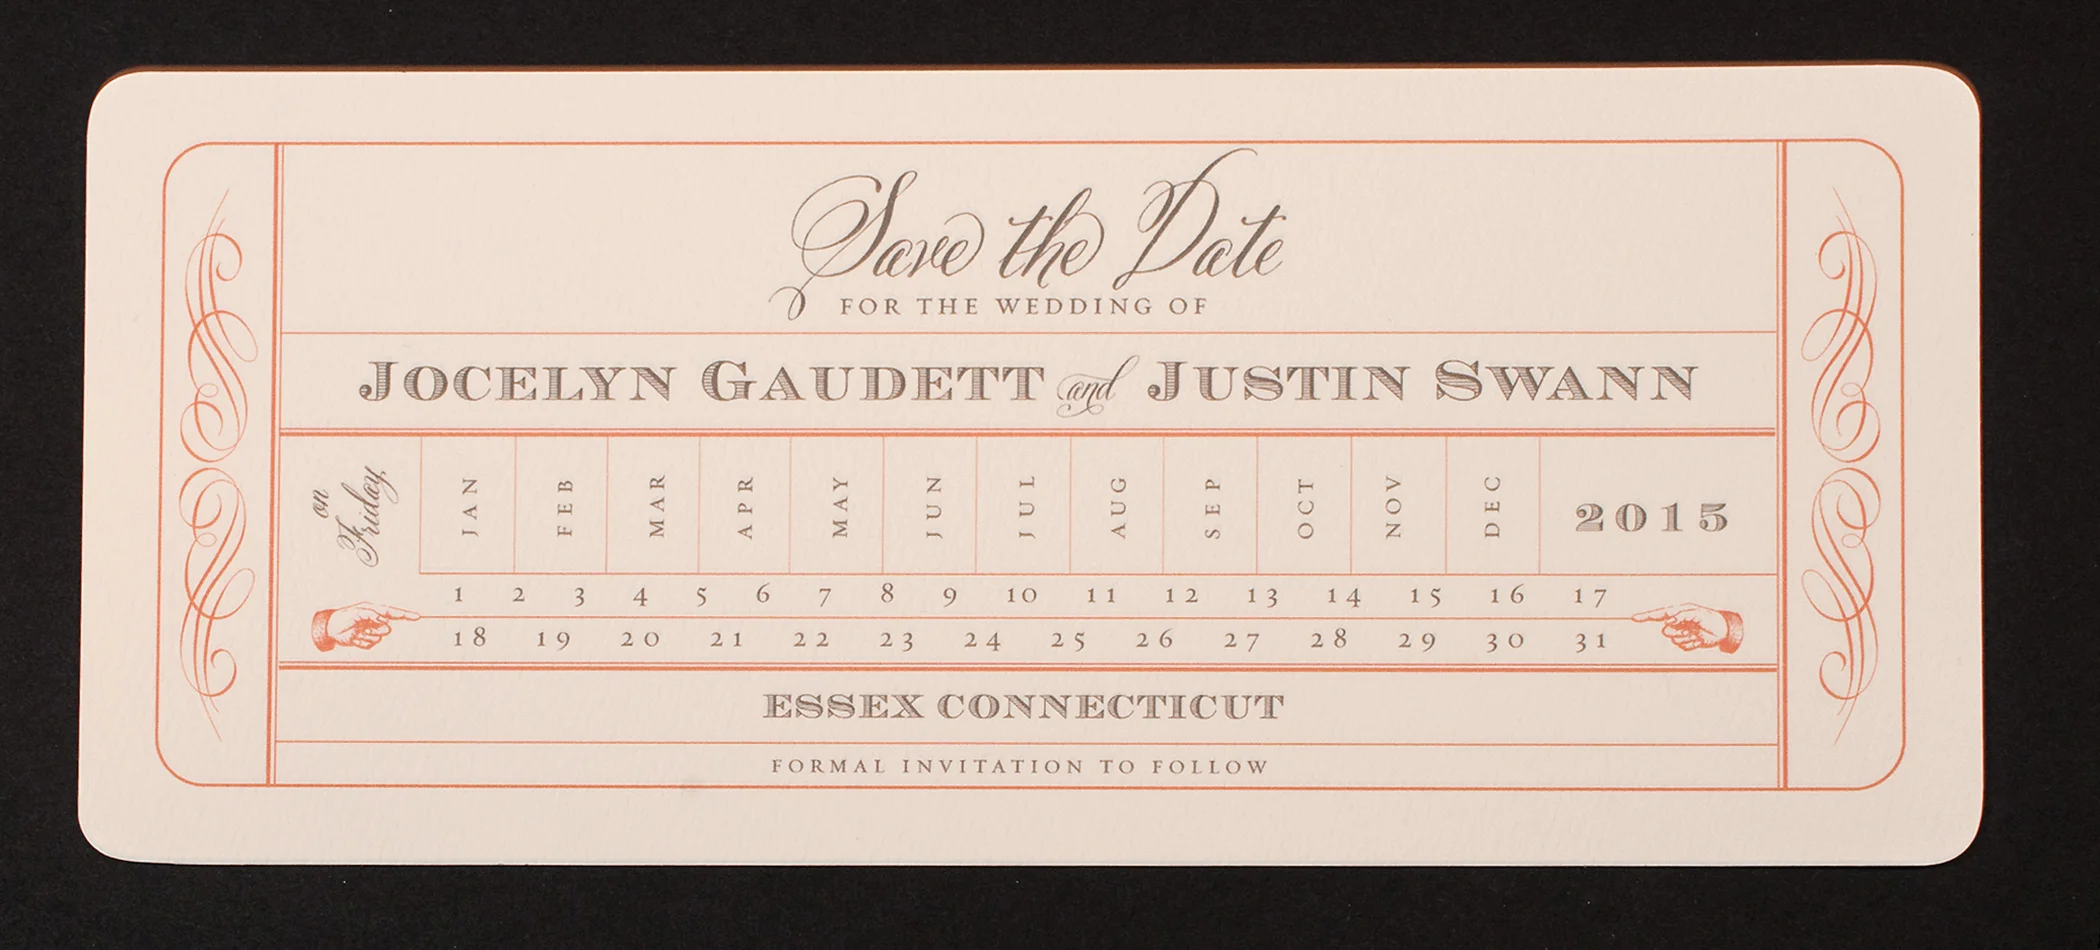 Save the Date
FOR THE WEDDING OF
JOCELYN GAUDETT and JUSTIN SWANN
on
Friday
JAN FEB MAR APR MAY JUN JUL AUG SEP OCT NOV DEC 2015
1 2 3 4 5 6 7 8 9 10 11 12 13 14 15 16 17
18 19 20 21 22 23 24 25 26 27 28 29 30 31
ESSEX CONNECTICUT
FORMAL INVITATION TO FOLLOW